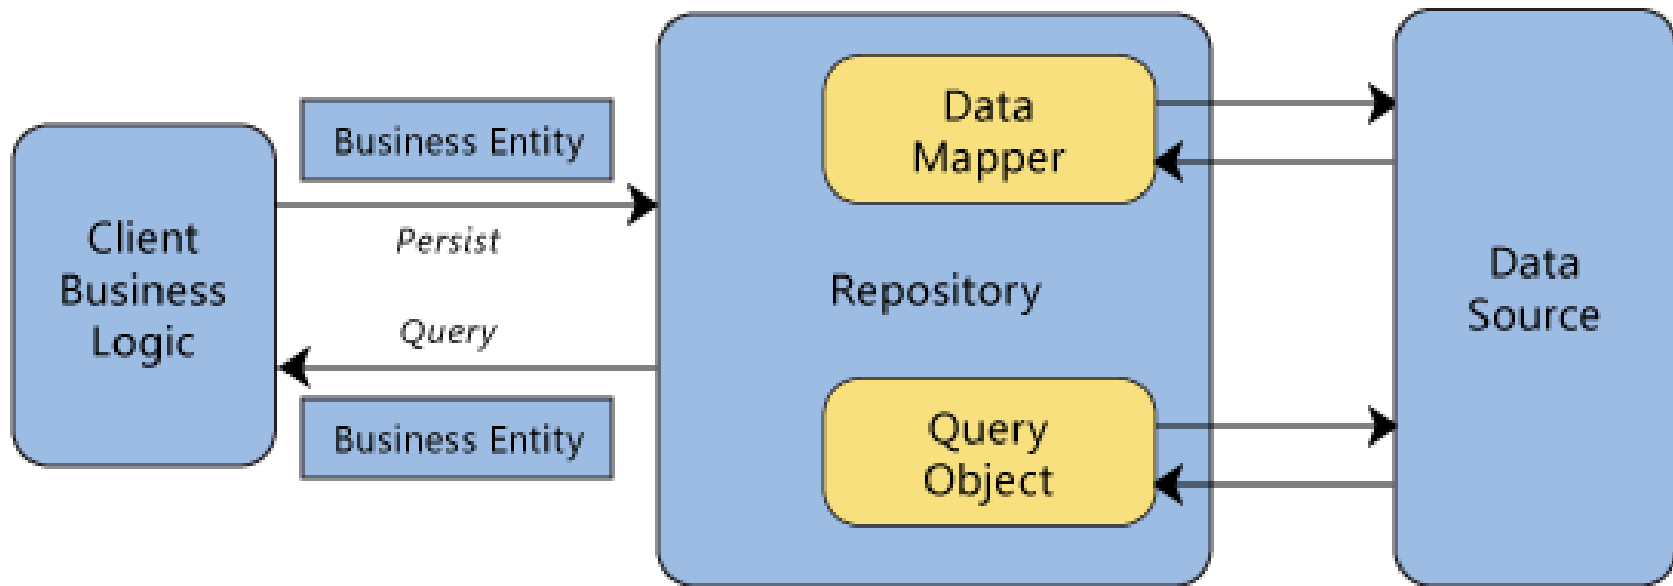 Client
Business
Logic
Business Entity
Persist
Query
Business Entity
Data
Mapper
Repository
Query
Object
Data
Source